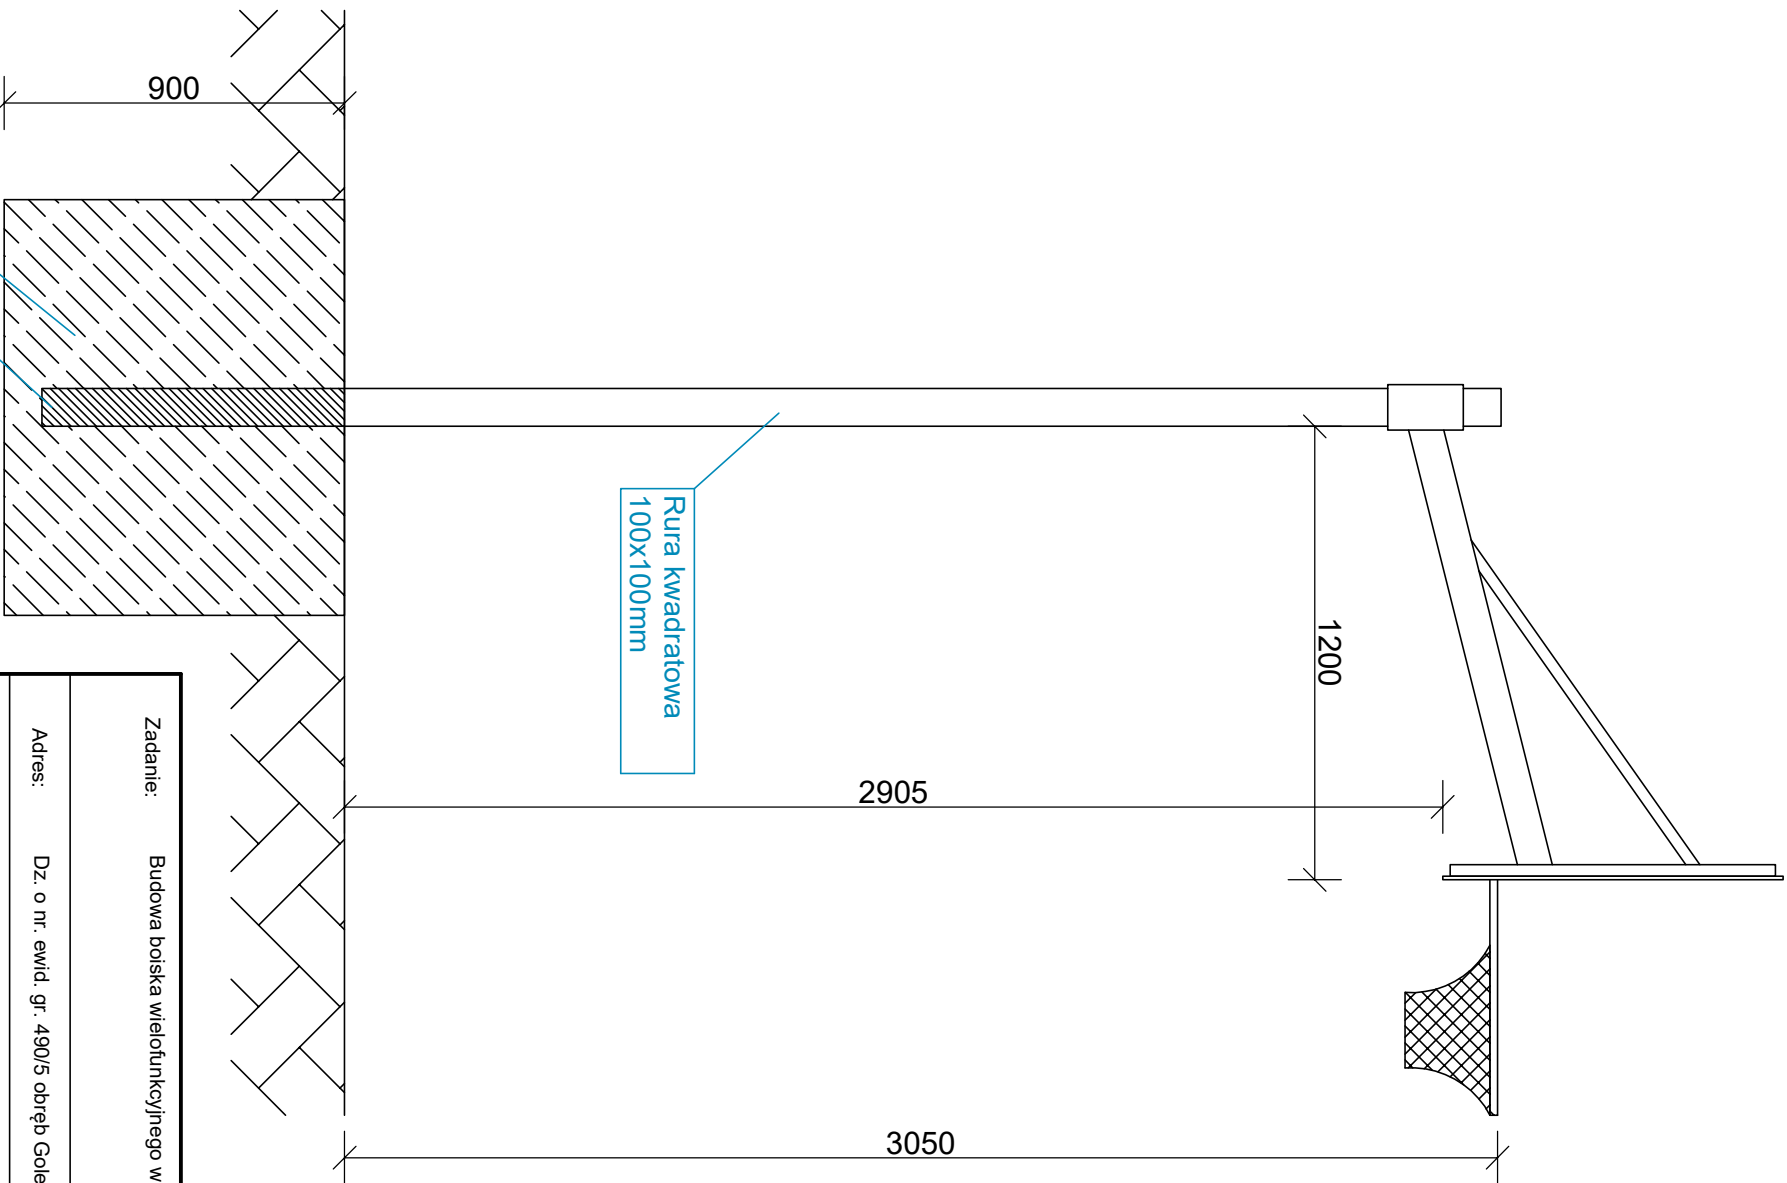 900
Rura kwadratowa
100x100mm
1200
2905
3050
Zadanie: Budowa boiska wielofunkcyjnego w
Adres: Dz. o nr. ewid. gr. 490/5 obręb Gole